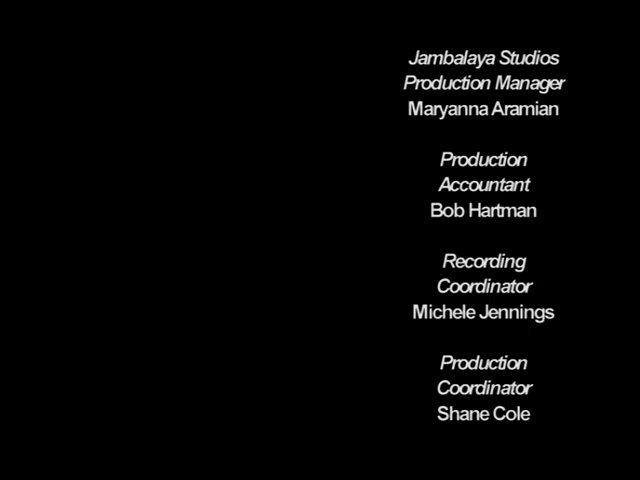 Jambalaya Studios
Production Manager
Maryanna Aramian
Production
Accountant
Bob Hartman
Recording
Coordinator
Michele Jennings
Production
Coordinator
Shane Cole